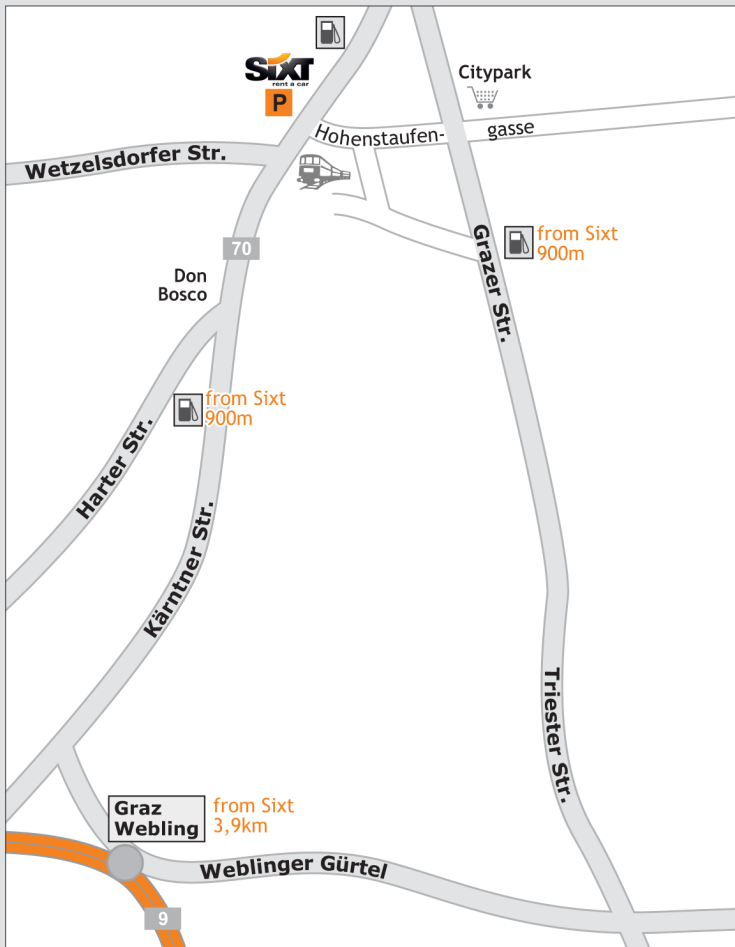 SIXT
rent a car
P
Citypark
Hohenstaufen-
gasse
Wetzelsdorfer Str.
70
from Sixt
900m
Grazer Str.
Don
Bosco
from Sixt
900m
Harter Str.
Kärntner Str.
Triester Str.
Graz
Webling
from Sixt
3,9km
Weblinger Gürtel
9